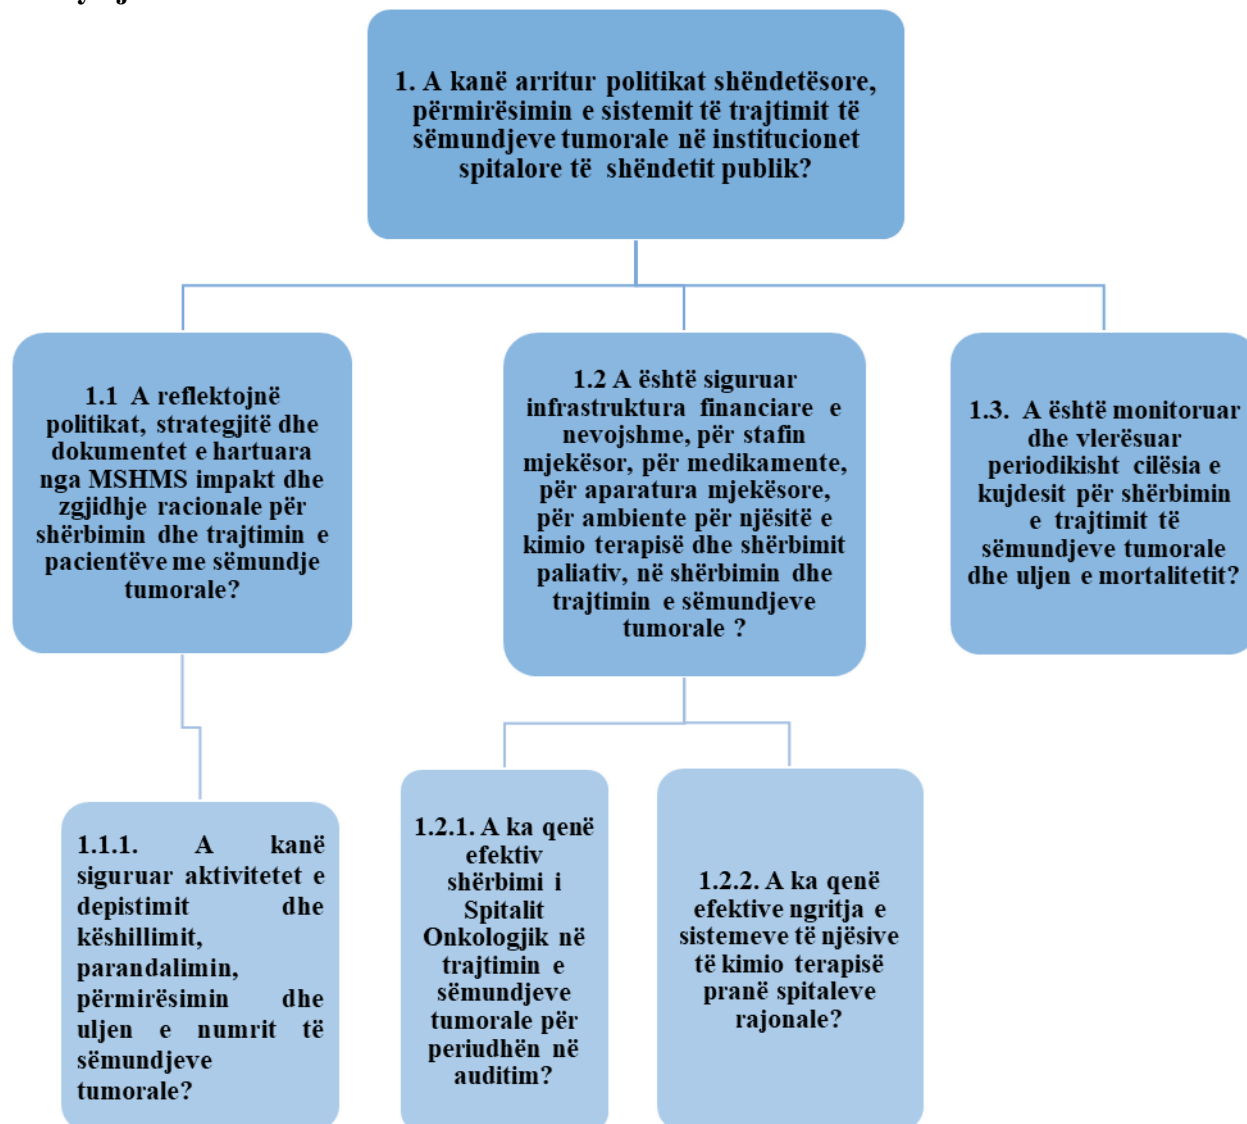 1. A kanë arritur politikat shëndetësore,
përmirësimin e sistemit të trajtimit të
sëmundjeve tumorale në institucionet
spitalore të shëndetit publik?
1.1 A reflektojnë
politikat, strategjitë dhe
dokumentet e hartuara
nga MSHMS impakt dhe
zgjidhje racionale për
shërbimin dhe trajtimin e
pacientëve me sëmundje
tumorale?
1.2 A është siguruar
infrastruktura financiare e
nevojshme, për stafin
mjekësor, për medikamente,
për aparatura mjekësore,
për ambiente për njësitë e
kimio terapisë dhe shërbimit
paliativ, në shërbimin dhe
trajtimin e sëmundjeve
tumorale ?
1.3. A është monitoruar
dhe vlerësuar
periodikisht cilësia e
kujdesit për shërbimin
e trajtimit të
sëmundjeve tumorale
dhe uljen e mortalitetit?
1.1.1. A kanë
siguruar aktivitetet e
depistimit dhe
këshillimit,
parandalimin,
përmirësimin dhe
uljen e numrit të
sëmundjeve
tumorale?
1.2.1. A ka qenë
efektiv
shërbimi i
Spitalit
Onkologjik në
trajtimin e
sëmundjeve
tumorale për
periudhën në
auditim?
1.2.2. A ka qenë
efektive ngritja e
sistemeve të njësive
të kimio terapisë
pranë spitaleve
rajonale?